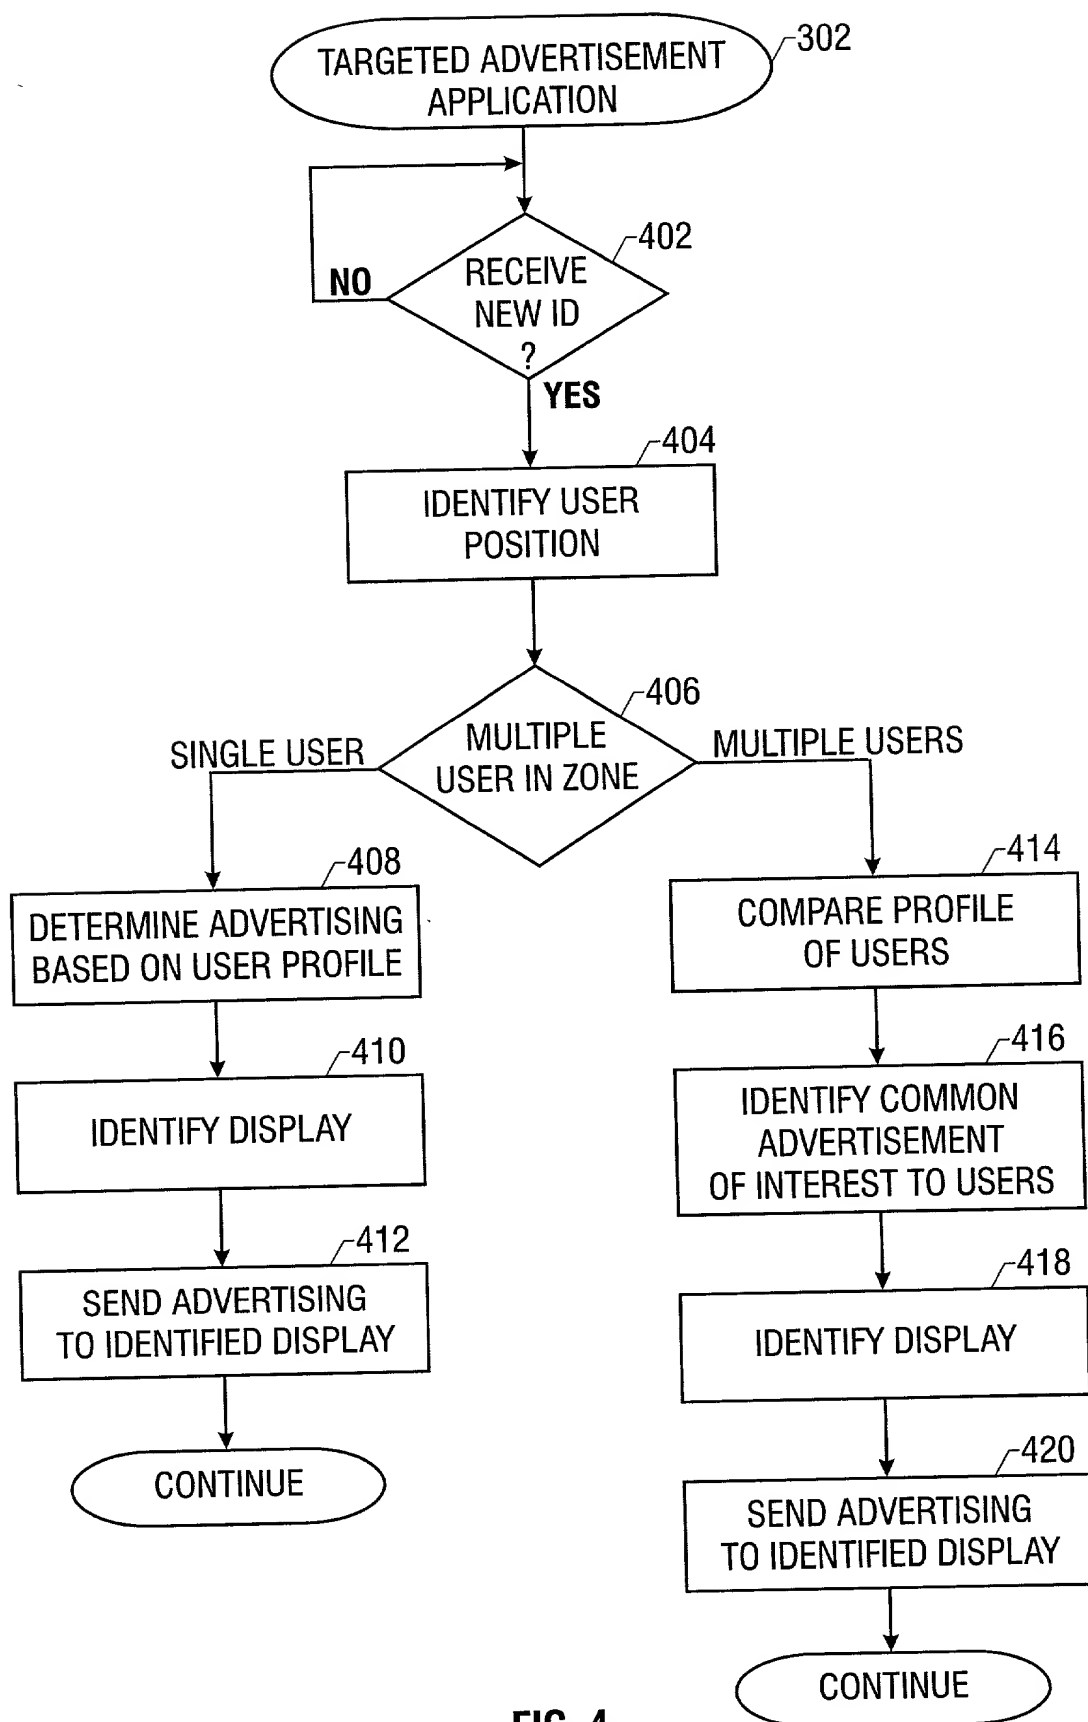 302
TARGETED ADVERTISEMENT
APPLICATION
402
RECEIVE
NEW ID
?
NO
YES
404
IDENTIFY USER
POSITION
406
MULTIPLE
USER IN ZONE
SINGLE USER
MULTIPLE USERS
408
DETERMINE ADVERTISING
BASED ON USER PROFILE
410
IDENTIFY DISPLAY
412
SEND ADVERTISING
TO IDENTIFIED DISPLAY
CONTINUE
414
COMPARE PROFILE
OF USERS
416
IDENTIFY COMMON
ADVERTISEMENT
OF INTEREST TO USERS
418
IDENTIFY DISPLAY
420
SEND ADVERTISING
TO IDENTIFIED DISPLAY
CONTINUE
FIG. 4